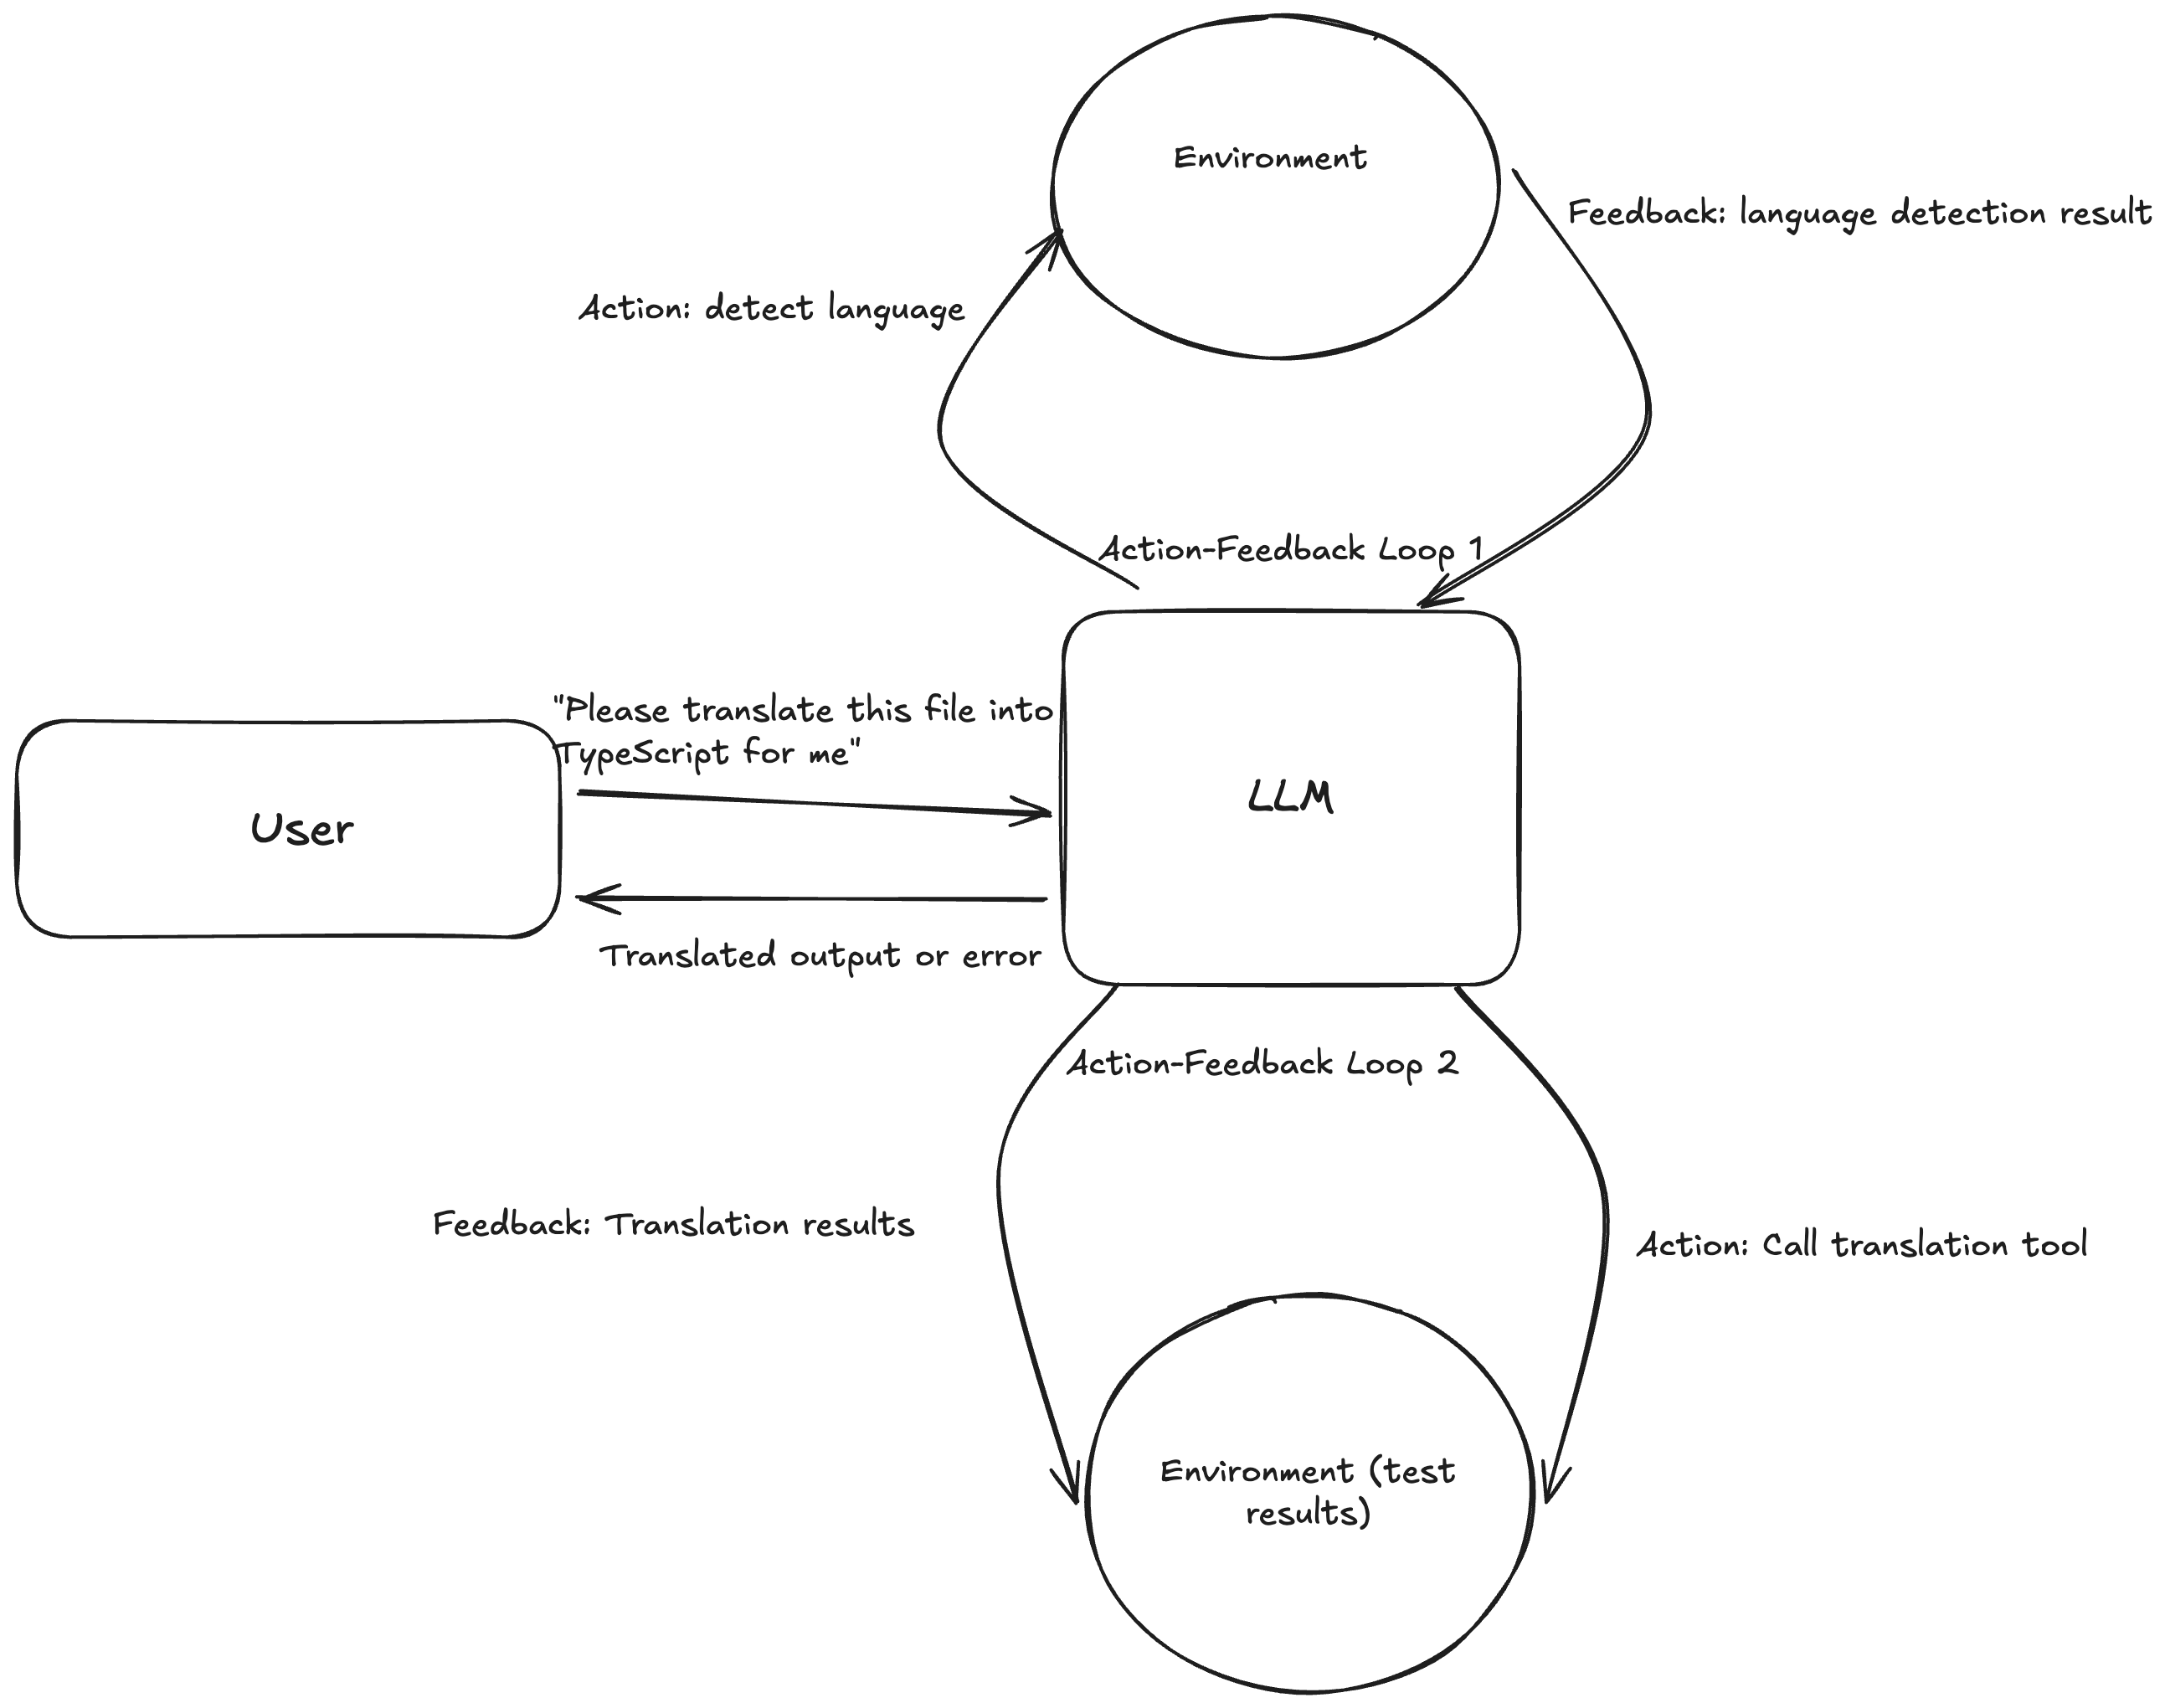 Environment
Feedback: language detection result
Action: detect language
Action-Feedback Loop 1
"Please translate this file into
TypeScript for me"
LLM
User
Translated output or error
Action-Feedback Loop 2
Feedback: Translation results
Action: Call translation tool
Environment (test
results)